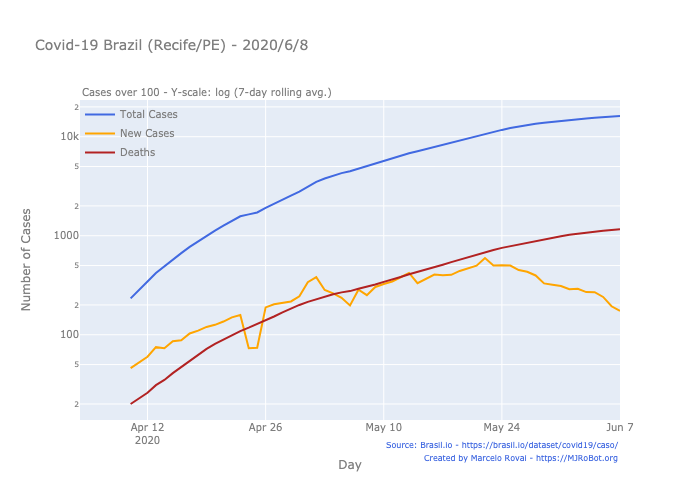 Covid-19 Brazil (Recife/PE) - 2020/6/8
Cases over 100 - Y-scale: log (7-day rolling avg.)
Total Cases
New Cases
Deaths
2
10k
5
2
1000
5
2
100
5
2
Number of Cases
Apr 12
2020
Apr 26
May 10
May 24
Jun 7
Day
Source: Brasil.io - https://brasil.io/dataset/covid19/caso/
Created by Marcelo Rovai - https://MJRoBot.org